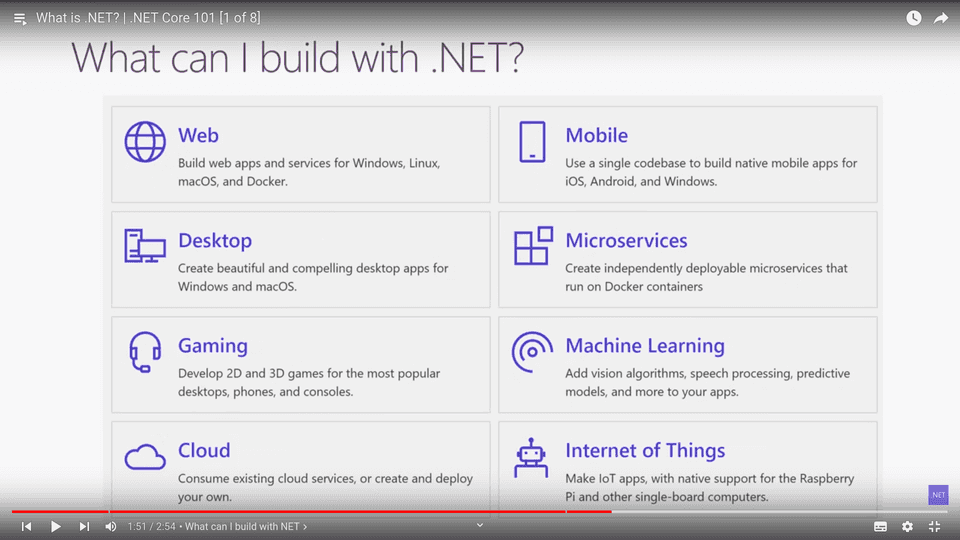 What is .NET? | .NET Core 101 [1 of 8]
What can I build with .NET?
Web
Build web apps and services for Windows, Linux,
macOS, and Docker.
Mobile
Use a single codebase to build native mobile apps for
iOS, Android, and Windows.
Desktop
Create beautiful and compelling desktop apps for
Windows and macOS.
Microservices
Create independently deployable microservices that
run on Docker containers
Gaming
Develop 2D and 3D games for the most popular
desktops, phones, and consoles.
Machine Learning
Add vision algorithms, speech processing, predictive
models, and more to your apps.
Cloud
Consume existing cloud services, or create and deploy
your own.
Internet of Things
Make IoT apps, with native support for the Raspberry
Pi and other single-board computers.
.NET
1:51 / 2:54 • What can I build with .NET >